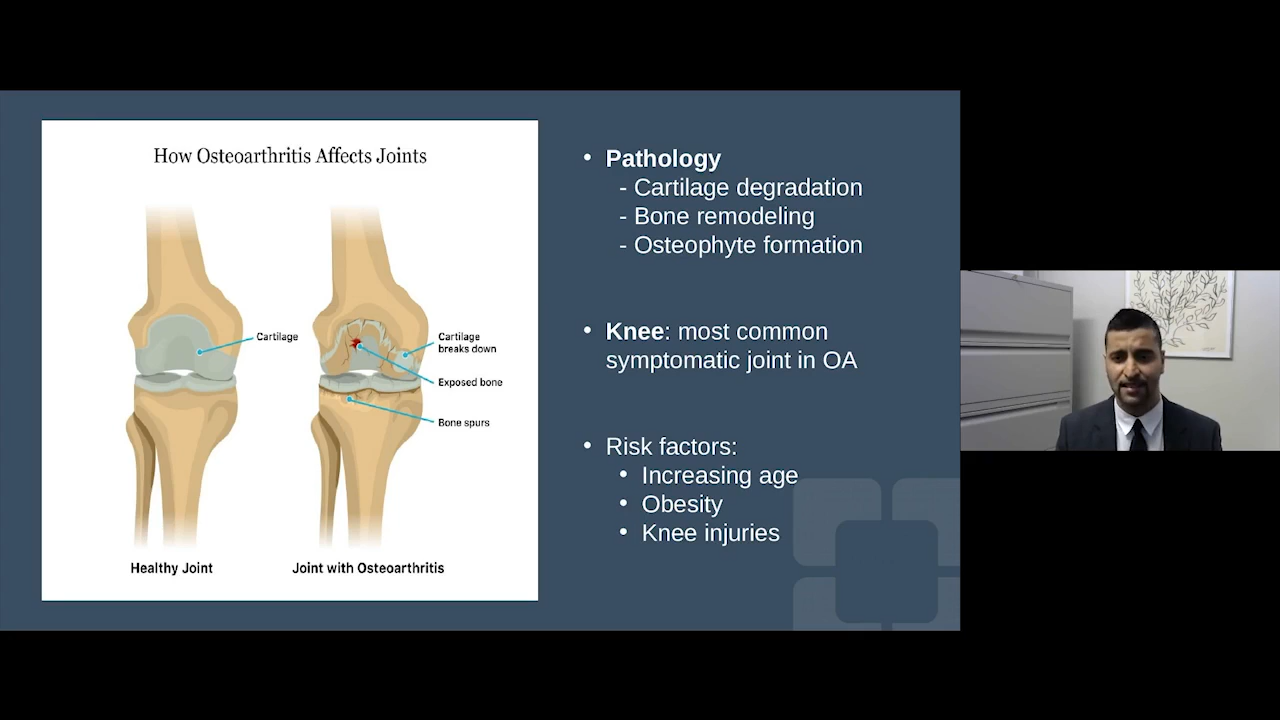 How Osteoarthritis Affects Joints
Cartilage
Cartilage
breaks down
Exposed bone
Bone spurs
Healthy Joint
Joint with Osteoarthritis
• Pathology
- Cartilage degradation
- Bone remodeling
- Osteophyte formation
• Knee: most common
symptomatic joint in OA
• Risk factors:
• Increasing age
• Obesity
• Knee injuries